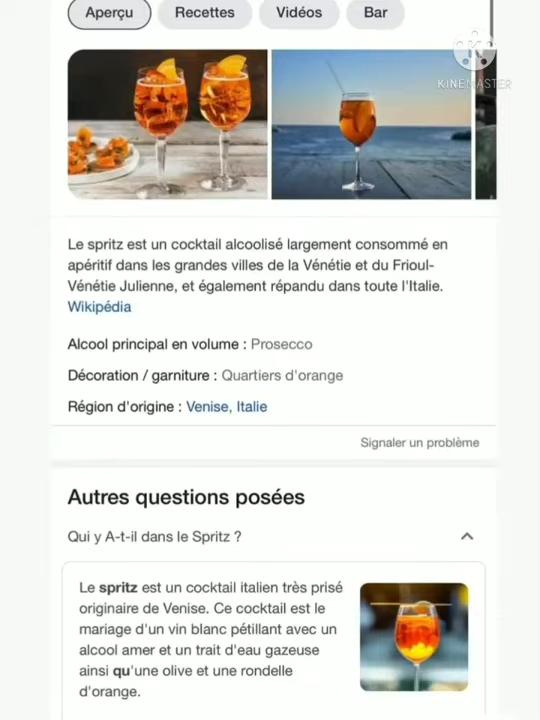 Aperçu Recettes Vidéos Bar
KINEMASTER
Le spritz est un cocktail alcoolisé largement consommé en
apéritif dans les grandes villes de la Vénétie et du Frioul-
Vénétie Julienne, et également répandu dans toute l'Italie.
Wikipédia
Alcool principal en volume : Prosecco
Décoration / garniture : Quartiers d'orange
Région d'origine : Venise, Italie
Signaler un problème
Autres questions posées
Qui y A-t-il dans le Spritz ?
Le spritz est un cocktail italien très prisé
originaire de Venise. Ce cocktail est le
mariage d'un vin blanc pétillant avec un
alcool amer et un trait d'eau gazeuse
ainsi qu'une olive et une rondelle
d'orange.